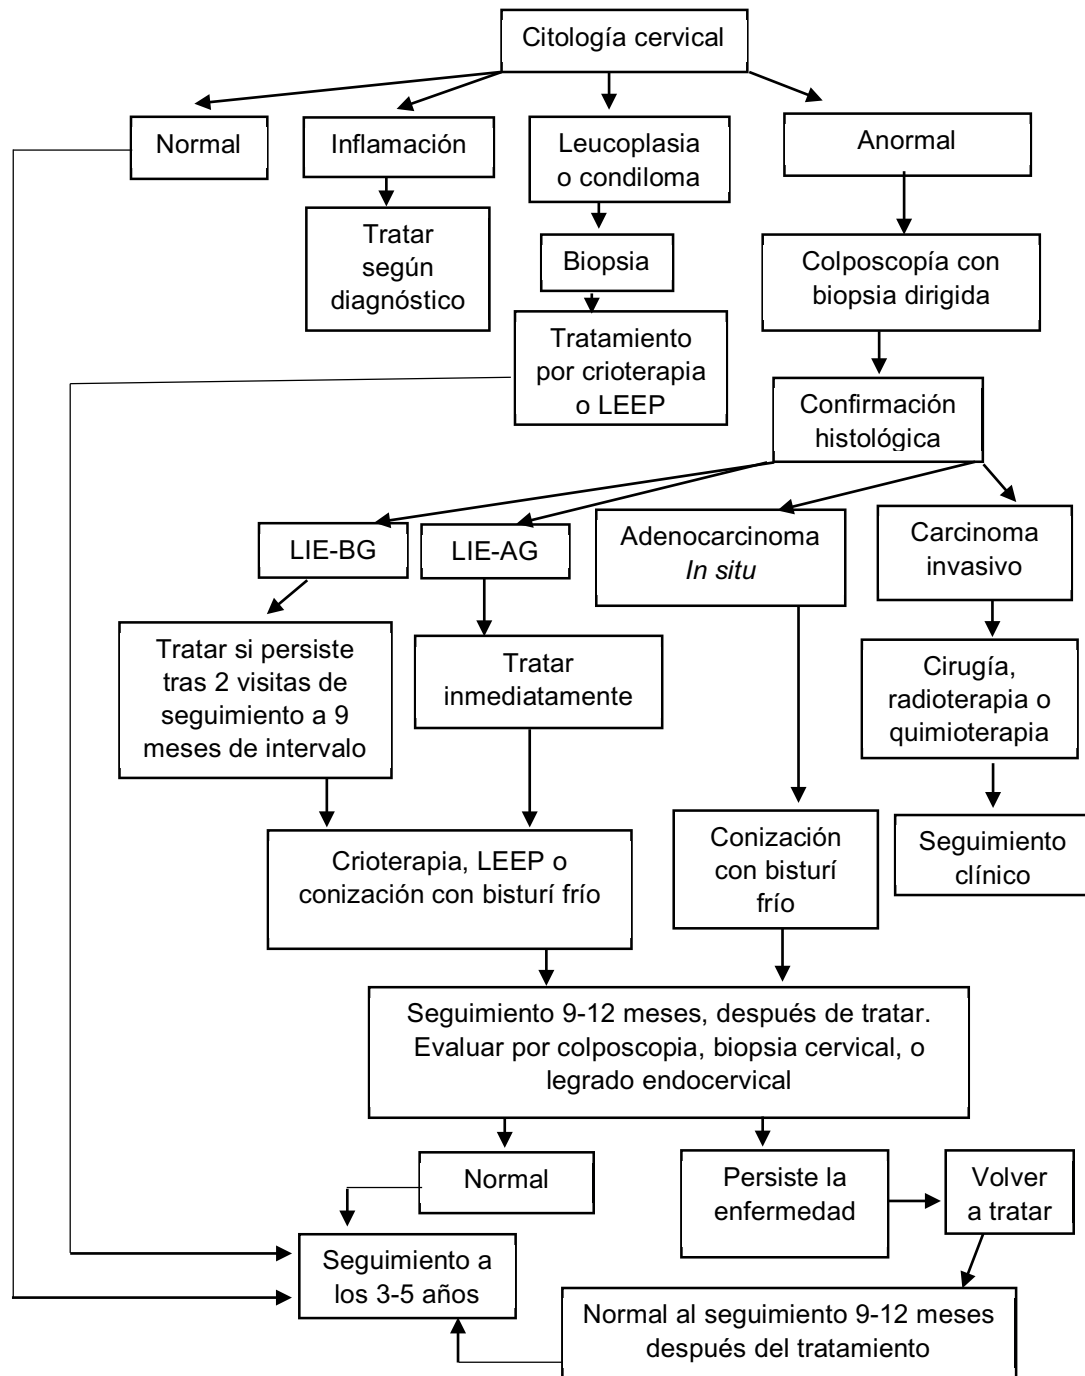 Citología cervical
Normal
Inflamación
Leucoplasia
o condiloma
Anormal
Tratar
según
diagnóstico
Biopsia
Colposcopía con
biopsia dirigida
Tratamiento
por crioterapia
o LEEP
Confirmación
histológica
LIE-BG
LIE-AG
Adenocarcinoma
In situ
Carcinoma
invasivo
Tratar si persiste
tras 2 visitas de
seguimiento a 9
meses de intervalo
Tratar
inmediatamente
Cirugía,
radioterapia o
quimioterapia
Crioterapia, LEEP o
conización con bisturí frío
Conización
con bisturí
frío
Seguimiento
clínico
Seguimiento 9-12 meses, después de tratar.
Evaluar por colposcopia, biopsia cervical, o
legrado endocervical
Normal
Persiste la
enfermedad
Volver
a tratar
Seguimiento a
los 3-5 años
Normal al seguimiento 9-12 meses
después del tratamiento